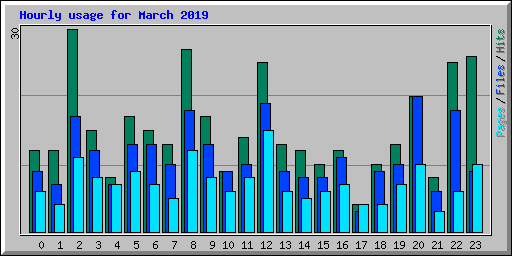 Hourly usage for March 2019
30
Pages/Files/Hits
0 1 2 3 4 5 6 7 8 9 10 11 12 13 14 15 16 17 18 19 20 21 22 23